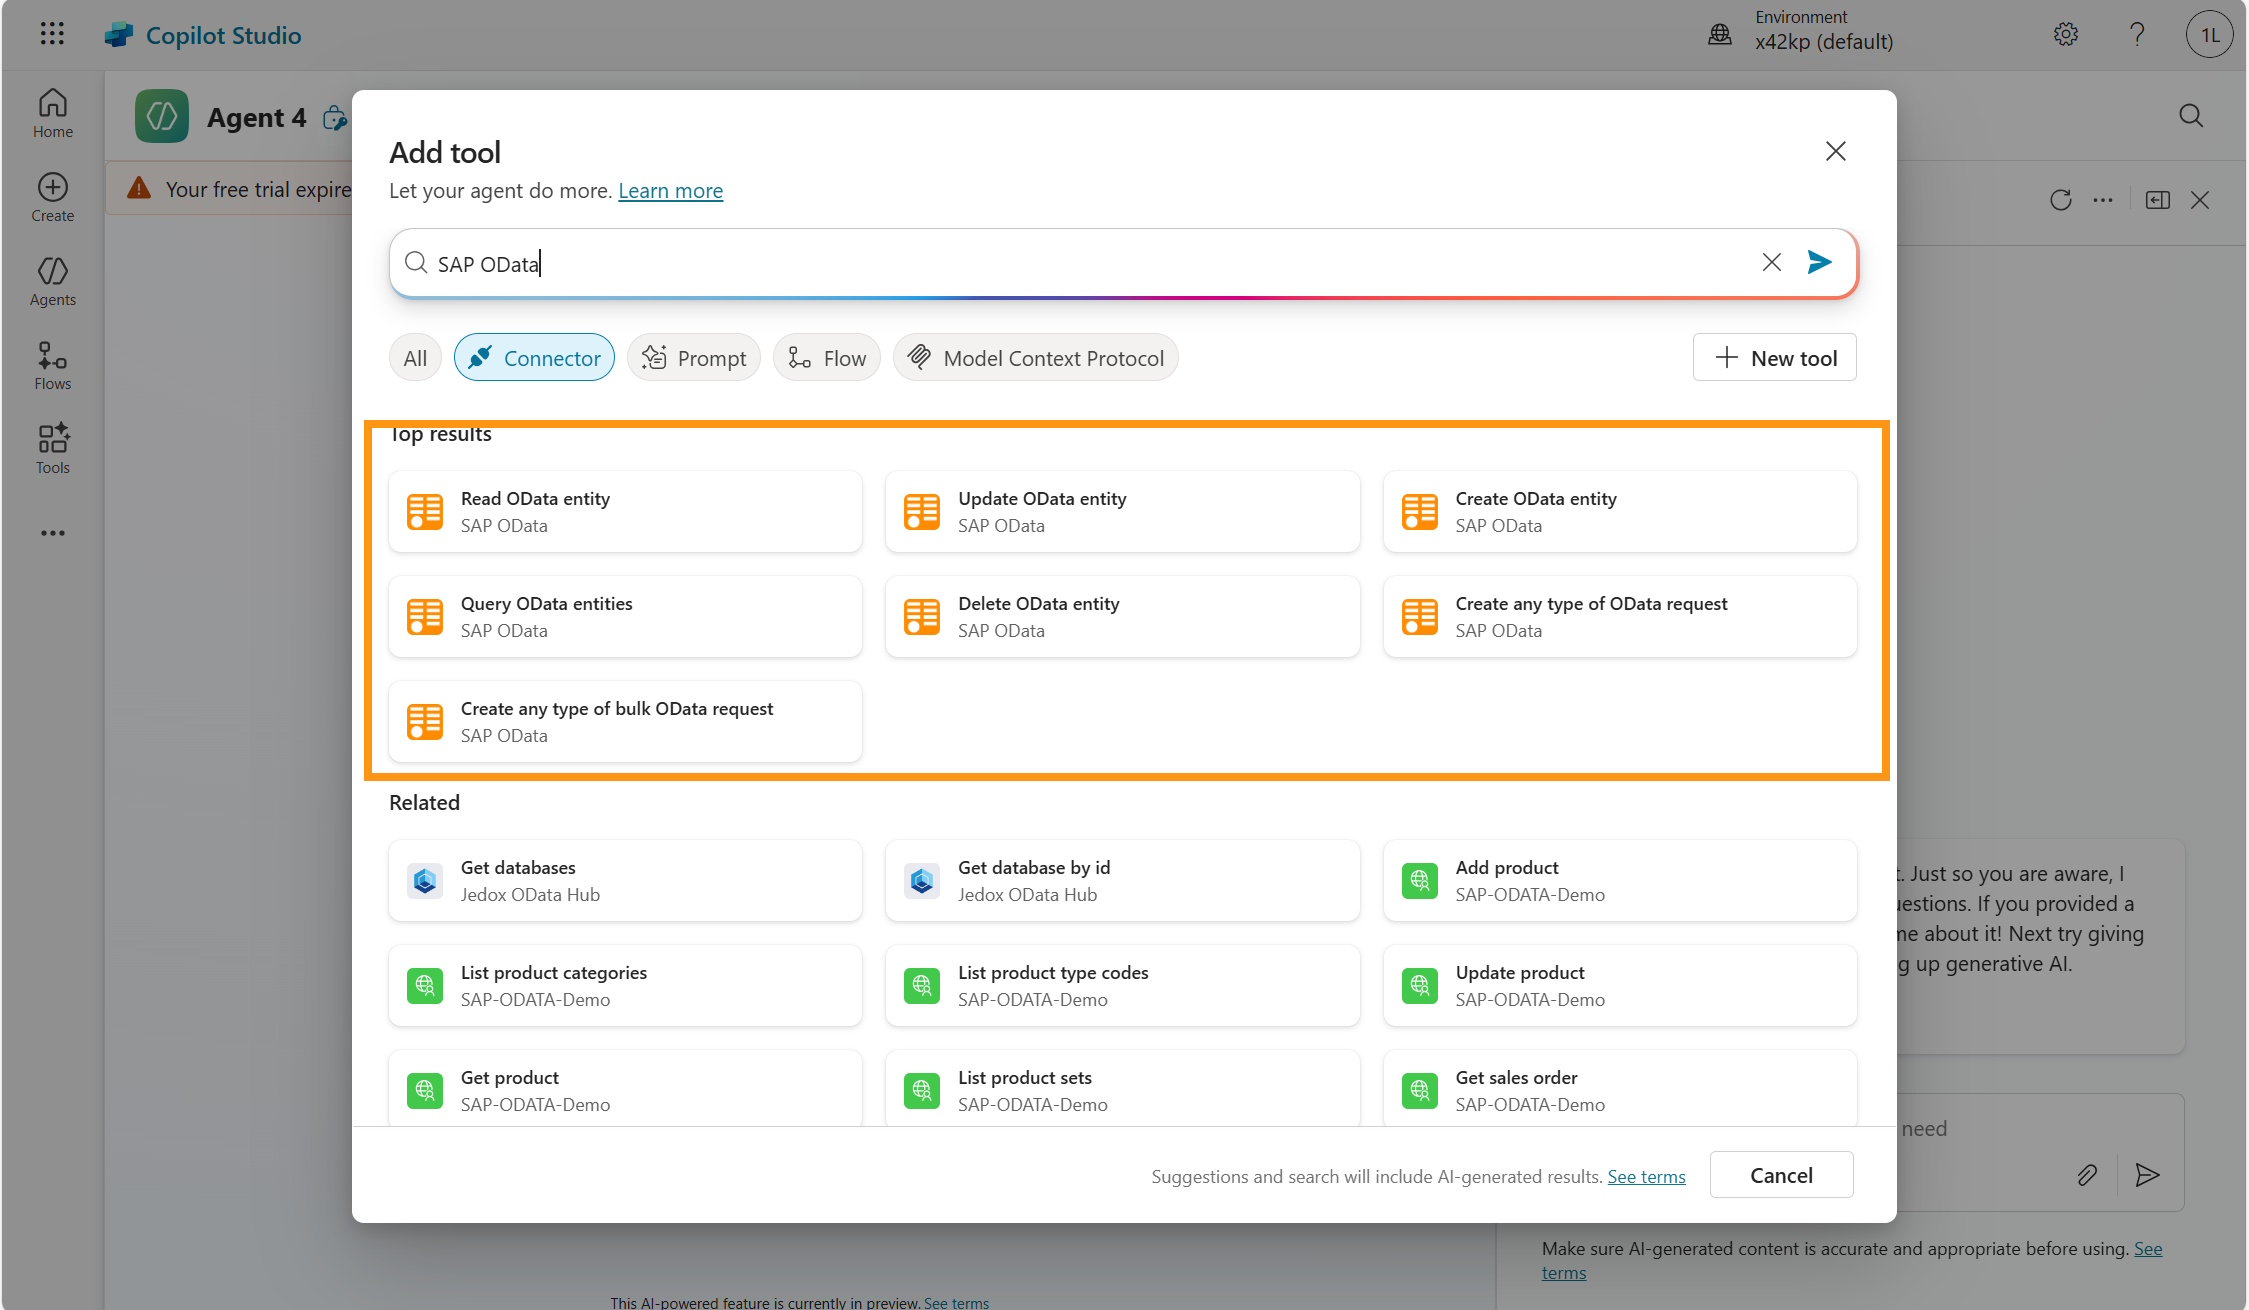 Copilot Studio
Environment
x42kp (default)
1L
Home
Create
Agents
Flows
Tools
Agent 4
Your free trial expire
Add tool
Let your agent do more. Learn more
SAP OData
All
Connector
Prompt
Flow
Model Context Protocol
New tool
Top results
Read OData entity
SAP OData
Update OData entity
SAP OData
Create OData entity
SAP OData
Query OData entities
SAP OData
Delete OData entity
SAP OData
Create any type of OData request
SAP OData
Create any type of bulk OData request
SAP OData
Related
Get databases
Jedox OData Hub
Get database by id
Jedox OData Hub
Add product
SAP-ODATA-Demo
List product categories
SAP-ODATA-Demo
List product type codes
SAP-ODATA-Demo
Update product
SAP-ODATA-Demo
Get product
SAP-ODATA-Demo
List product sets
SAP-ODATA-Demo
Get sales order
SAP-ODATA-Demo
Suggestions and search will include AI-generated results. See terms
Cancel
. Just so you are aware, I
uestions. If you provided a
me about it! Next try giving
g up generative AI.
need
Make sure AI-generated content is accurate and appropriate before using. See
terms
This AI-powered feature is currently in preview. See terms